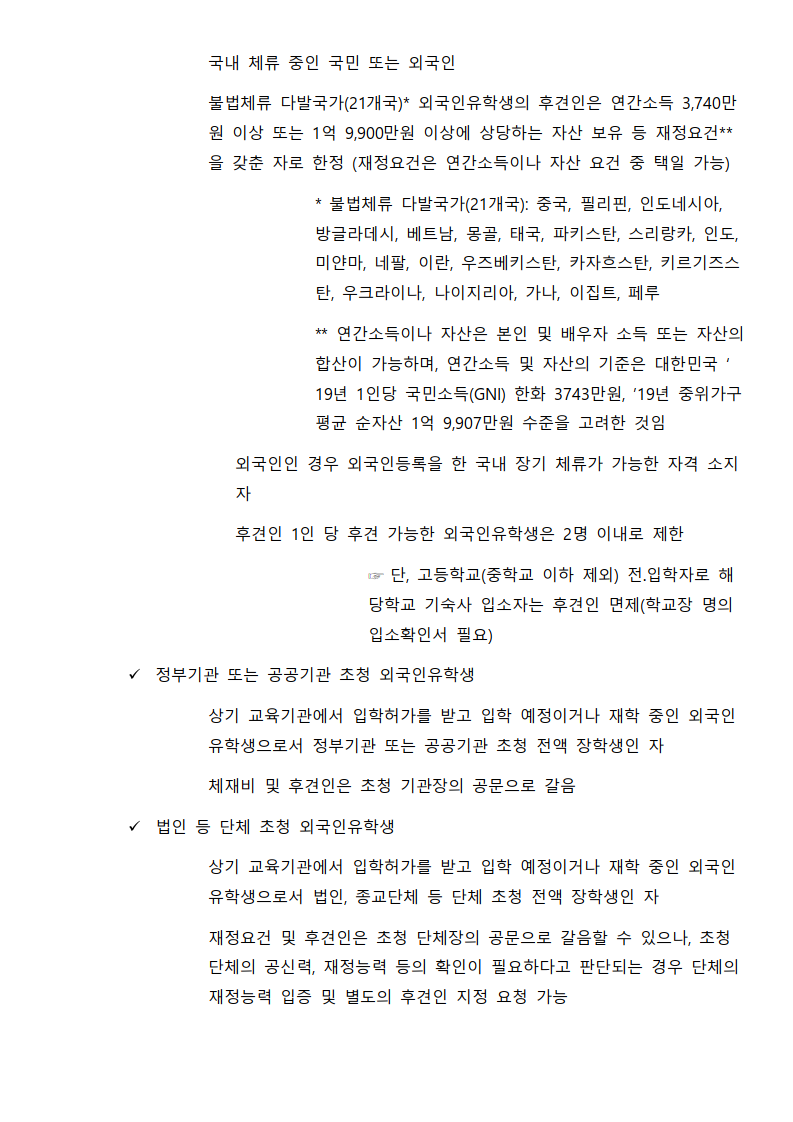 국내 체류 중인 국민 또는 외국인
불법체류 다발국가(21개국)* 외국인유학생의 후견인은 연간소득 3,740만
원 이상 또는 1억 9,900만원 이상에 상당하는 자산 보유 등 재정요건**
을 갖춘 자로 한정 (재정요건은 연간소득이나 자산 요건 중 택일 가능)
* 불법체류 다발국가(21개국): 중국, 필리핀, 인도네시아,
방글라데시, 베트남, 몽골, 태국, 파키스탄, 스리랑카, 인도,
미얀마, 네팔, 이란, 우즈베키스탄, 카자흐스탄, 키르기즈스
탄, 우크라이나, 나이지리아, 가나, 이집트, 페루
** 연간소득이나 자산은 본인 및 배우자 소득 또는 자산의
합산이 가능하며, 연간소득 및 자산의 기준은 대한민국 ‘
19년 1인당 국민소득(GNI) 한화 3743만원, ’19년 중위가구
평균 순자산 1억 9,907만원 수준을 고려한 것임
외국인인 경우 외국인등록을 한 국내 장기 체류가 가능한 자격 소지
자
후견인 1인 당 후견 가능한 외국인유학생은 2명 이내로 제한
☞ 단, 고등학교(중학교 이하 제외) 전.입학자로 해
당학교 기숙사 입소자는 후견인 면제(학교장 명의
입소확인서 필요)
✓ 정부기관 또는 공공기관 초청 외국인유학생
상기 교육기관에서 입학허가를 받고 입학 예정이거나 재학 중인 외국인
유학생으로서 정부기관 또는 공공기관 초청 전액 장학생인 자
체재비 및 후견인은 초청 기관장의 공문으로 갈음
✓ 법인 등 단체 초청 외국인유학생
상기 교육기관에서 입학허가를 받고 입학 예정이거나 재학 중인 외국인
유학생으로서 법인, 종교단체 등 단체 초청 전액 장학생인 자
재정요건 및 후견인은 초청 단체장의 공문으로 갈음할 수 있으나, 초청
단체의 공신력, 재정능력 등의 확인이 필요하다고 판단되는 경우 단체의
재정능력 입증 및 별도의 후견인 지정 요청 가능